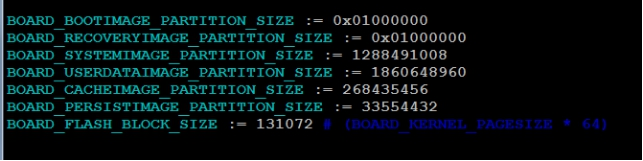 BOARD_BOOTIMAGE_PARTITION_SIZE := 0x01000000
BOARD_RECOVERYIMAGE_PARTITION_SIZE := 0x01000000
BOARD_SYSTEMIMAGE_PARTITION_SIZE := 1288491008
BOARD_USERDATAIMAGE_PARTITION_SIZE := 1860648960
BOARD_CACHEIMAGE_PARTITION_SIZE := 268435456
BOARD_PERSISTIMAGE_PARTITION_SIZE := 33554432
BOARD_FLASH_BLOCK_SIZE := 131072 # (BOARD_KERNEL_PAGESIZE * 64)